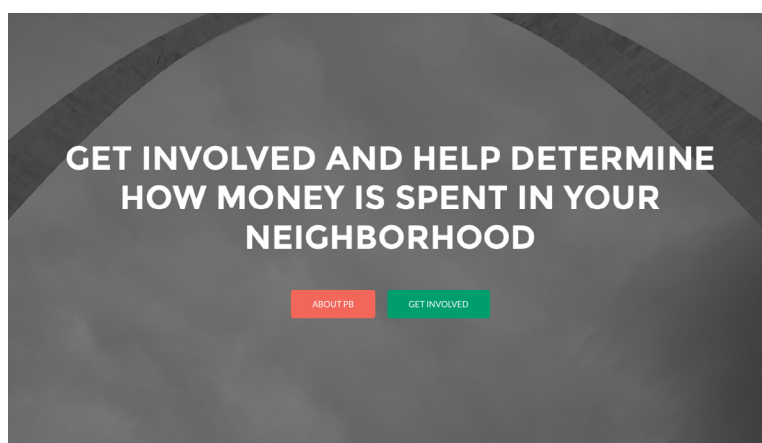 GET INVOLVED AND HELP DETERMINE
HOW MONEY IS SPENT IN YOUR
NEIGHBORHOOD
ABOUT PB
GET INVOLVED